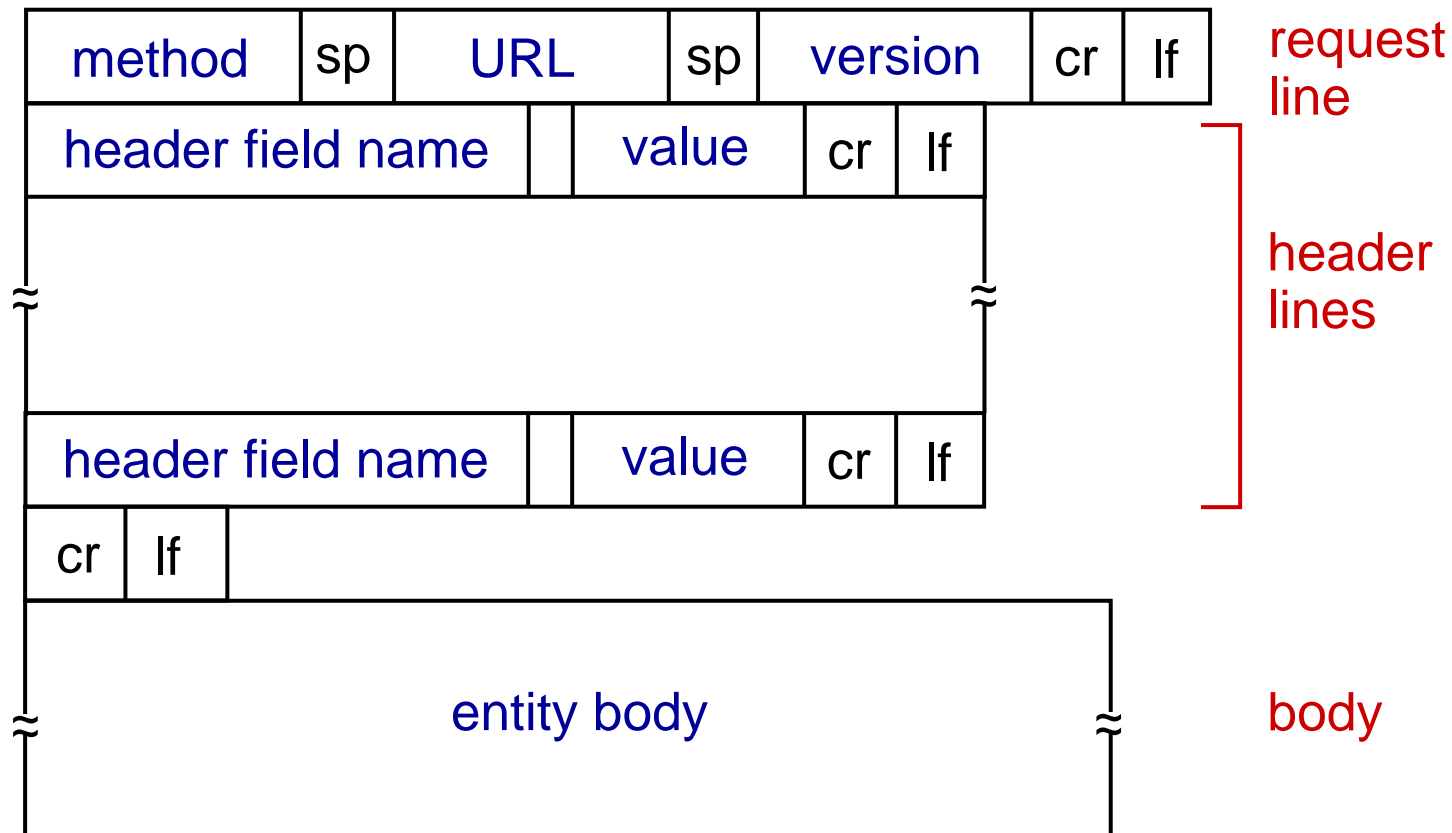 method sp URL sp version cr lf request
line
header field name value cr lf
header
lines
header field name value cr lf
cr lf
entity body body